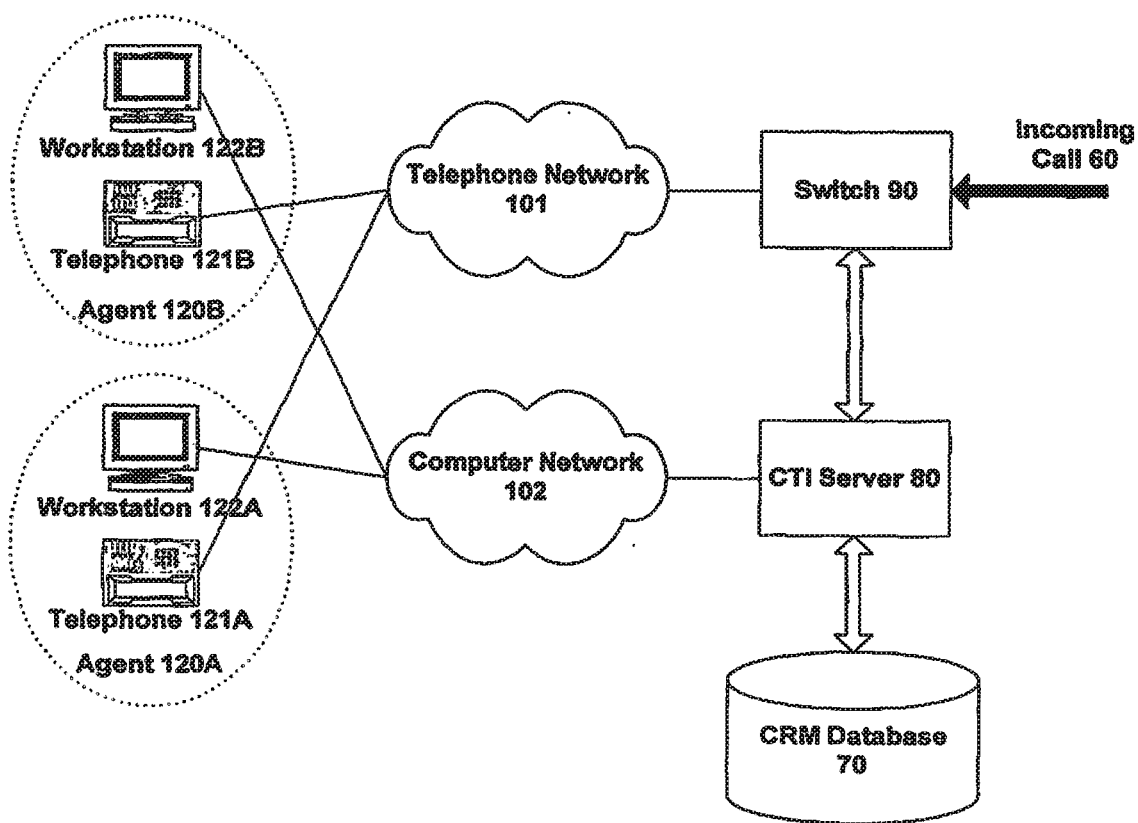 Workstation 122B
Telephone 121B
Agent 120B
Workstation 122A
Telephone 121A
Agent 120A
Telephone Network
101
Computer Network
102
Incoming
Call 60
Switch 90
CTI Server 80
CRM Database
70